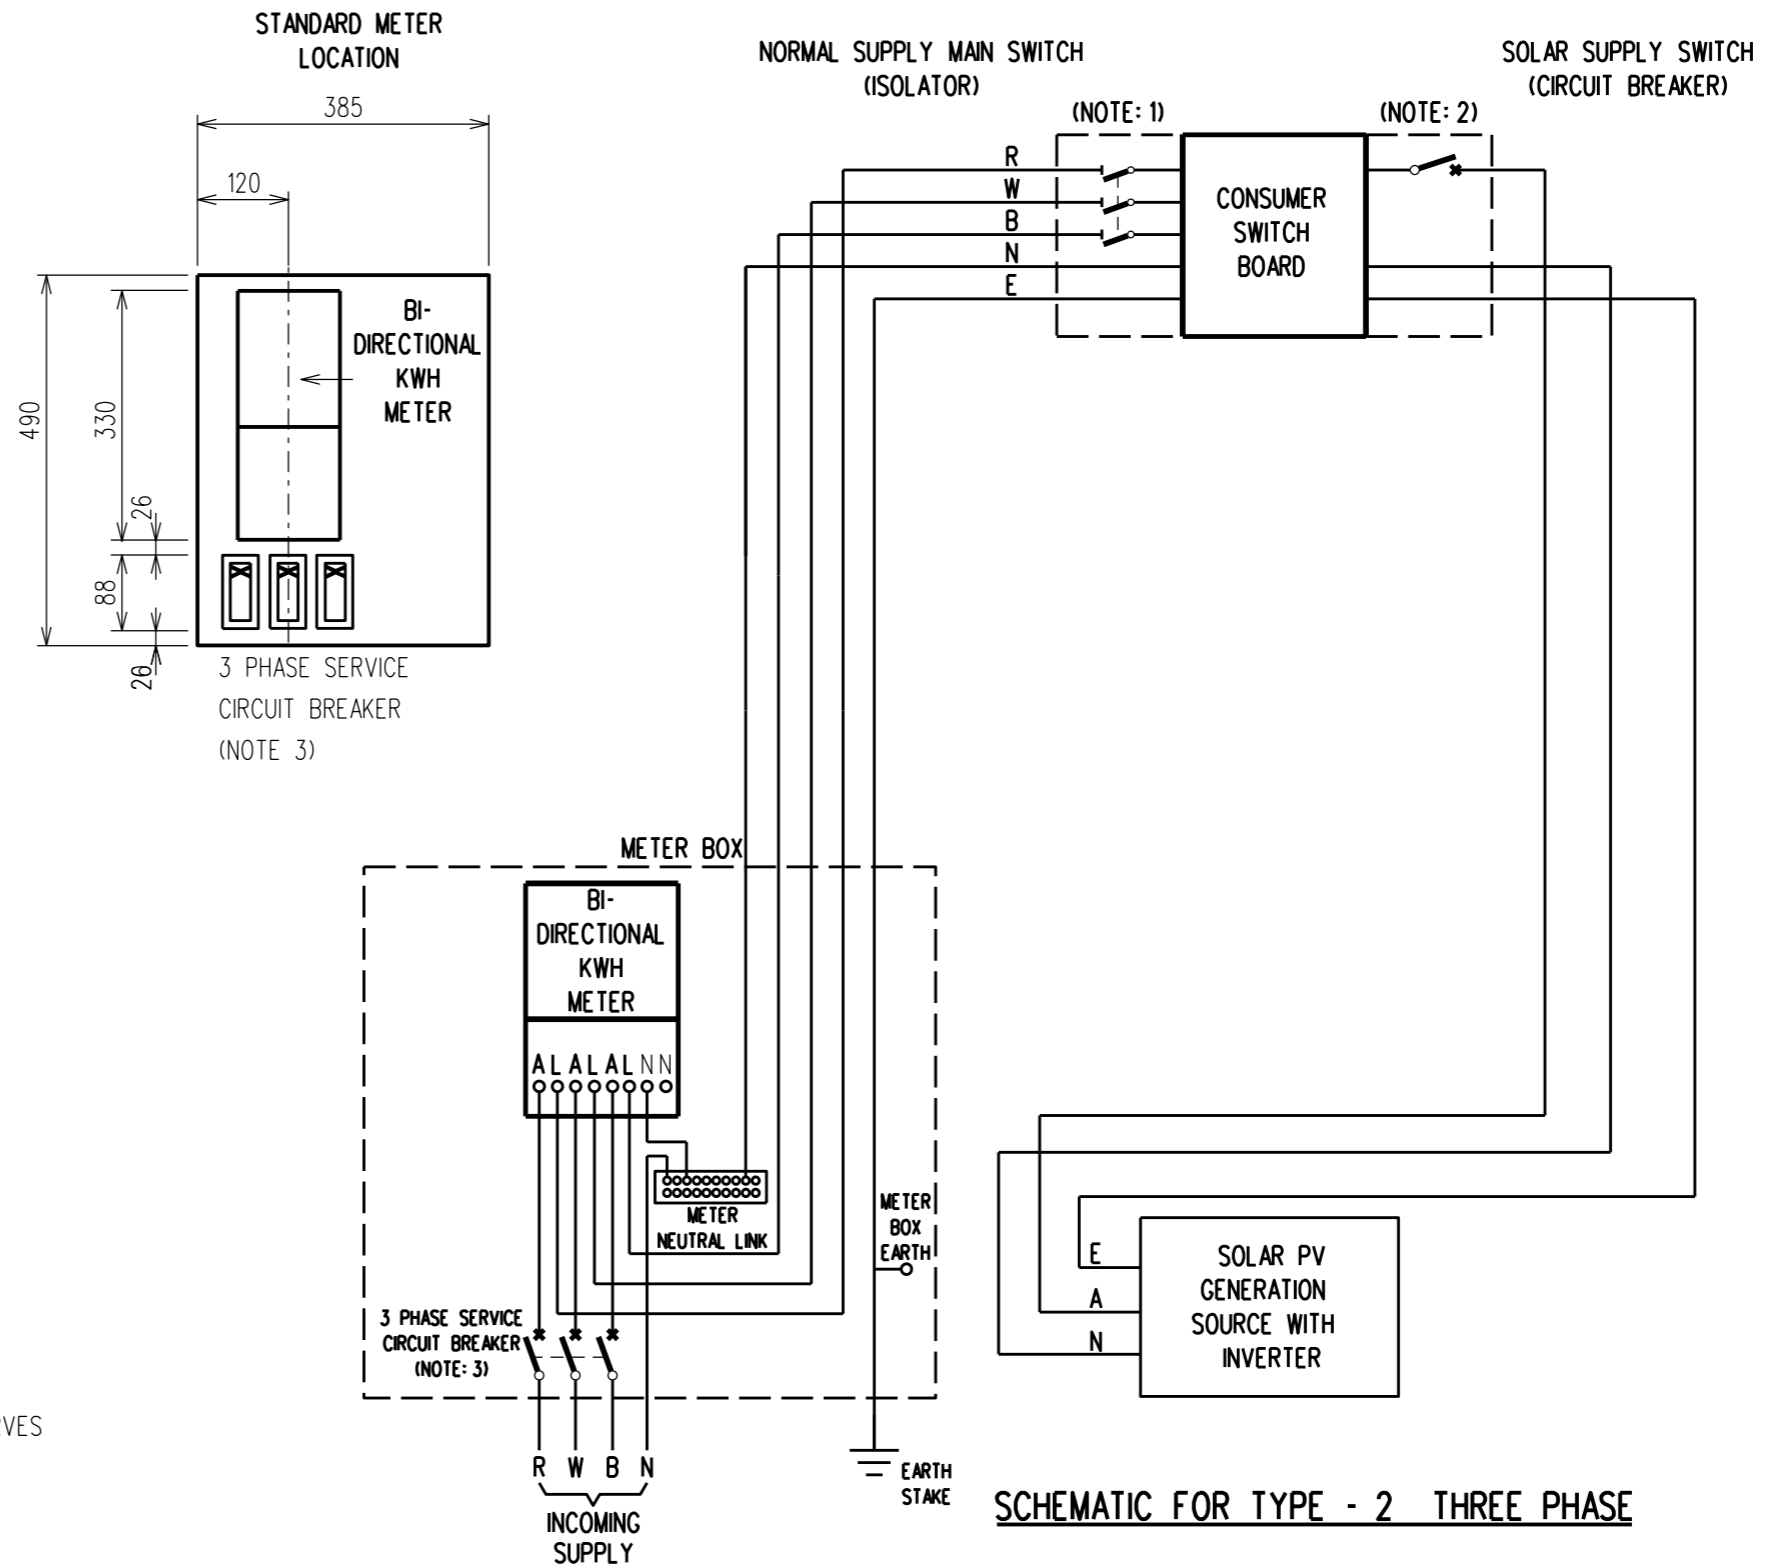 STANDARD METER
LOCATION
385
120
490
330
26
88
20
BI-
DIRECTIONAL
KWH
METER
3 PHASE SERVICE
CIRCUIT BREAKER
(NOTE 3)
NORMAL SUPPLY MAIN SWITCH
(ISOLATOR)
(NOTE: 1)
SOLAR SUPPLY SWITCH
(CIRCUIT BREAKER)
(NOTE: 2)
R
W
B
N
E
CONSUMER
SWITCH
BOARD
METER BOX
BI-
DIRECTIONAL
KWH
METER
A L A L A L N N
METER
NEUTRAL LINK
METER
BOX
EARTH
3 PHASE SERVICE
CIRCUIT BREAKER
(NOTE: 3)
R W B N
INCOMING
SUPPLY
EARTH
STAKE
E
A
N
SOLAR PV
GENERATION
SOURCE WITH
INVERTER
SCHEMATIC FOR TYPE - 2 THREE PHASE